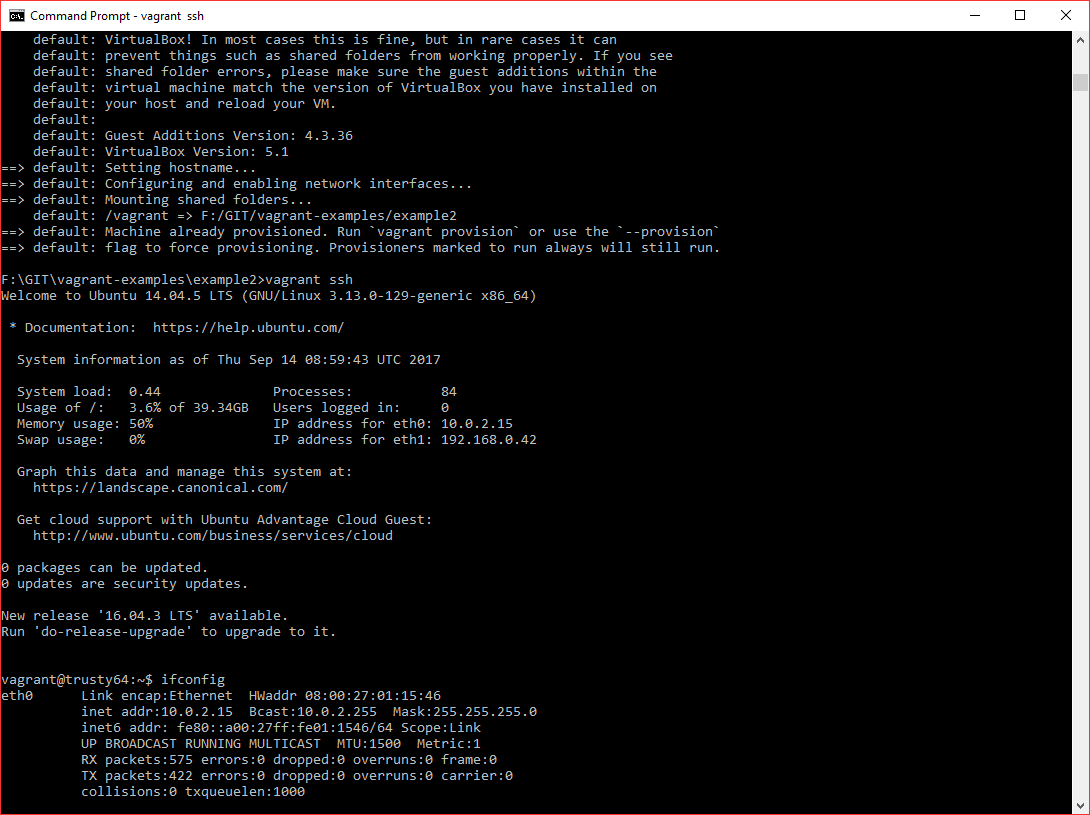 Command Prompt - vagrant ssh
default: VirtualBox! In most cases this is fine, but in rare cases it can
default: prevent things such as shared folders from working properly. If you see
default: shared folder errors, please make sure the guest additions within the
default: virtual machine match the version of VirtualBox you have installed on
default: your host and reload your VM.
default:
default: Guest Additions Version: 4.3.36
default: VirtualBox Version: 5.1
==> default: Setting hostname...
==> default: Configuring and enabling network interfaces...
==> default: Mounting shared folders...
default: /vagrant => F:/GIT/vagrant-examples/example2
==> default: Machine already provisioned. Run `vagrant provision` or use the `--provision`
==> default: flag to force provisioning. Provisioners marked to run always will still run.
F:\GIT\vagrant-examples\example2>vagrant ssh
Welcome to Ubuntu 14.04.5 LTS (GNU/Linux 3.13.0-129-generic x86_64)
* Documentation:  https://help.ubuntu.com/
System information as of Thu Sep 14 08:59:43 UTC 2017
System load:  0.44              Processes:           84
Usage of /:   3.6% of 39.34GB   Users logged in:     0
Memory usage: 50%               IP address for eth0: 10.0.2.15
Swap usage:   0%                IP address for eth1: 192.168.0.42
Graph this data and manage this system at:
https://landscape.canonical.com/
Get cloud support with Ubuntu Advantage Cloud Guest:
http://www.ubuntu.com/business/services/cloud
0 packages can be updated.
0 updates are security updates.
New release '16.04.3 LTS' available.
Run 'do-release-upgrade' to upgrade to it.
vagrant@trusty64:~$ ifconfig
eth0      Link encap:Ethernet  HWaddr 08:00:27:01:15:46
inet addr:10.0.2.15  Bcast:10.0.2.255  Mask:255.255.255.0
inet6 addr: fe80::a00:27ff:fe01:1546/64 Scope:Link
UP BROADCAST RUNNING MULTICAST  MTU:1500  Metric:1
RX packets:575 errors:0 dropped:0 overruns:0 frame:0
TX packets:422 errors:0 dropped:0 overruns:0 carrier:0
collisions:0 txqueuelen:1000